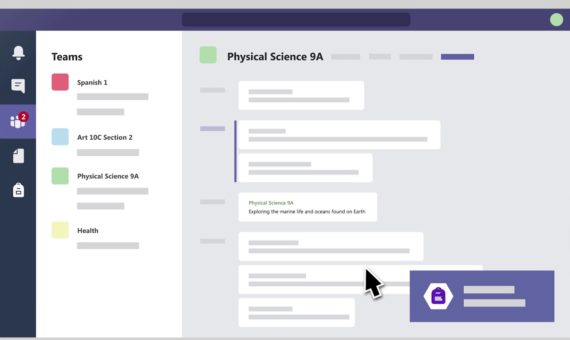 2
Teams
Spanish 1
Art 10C Section 2
Physical Science 9A
Health
Physical Science 9A
Physical Science 9A
Exploring the marine life and oceans found on Earth